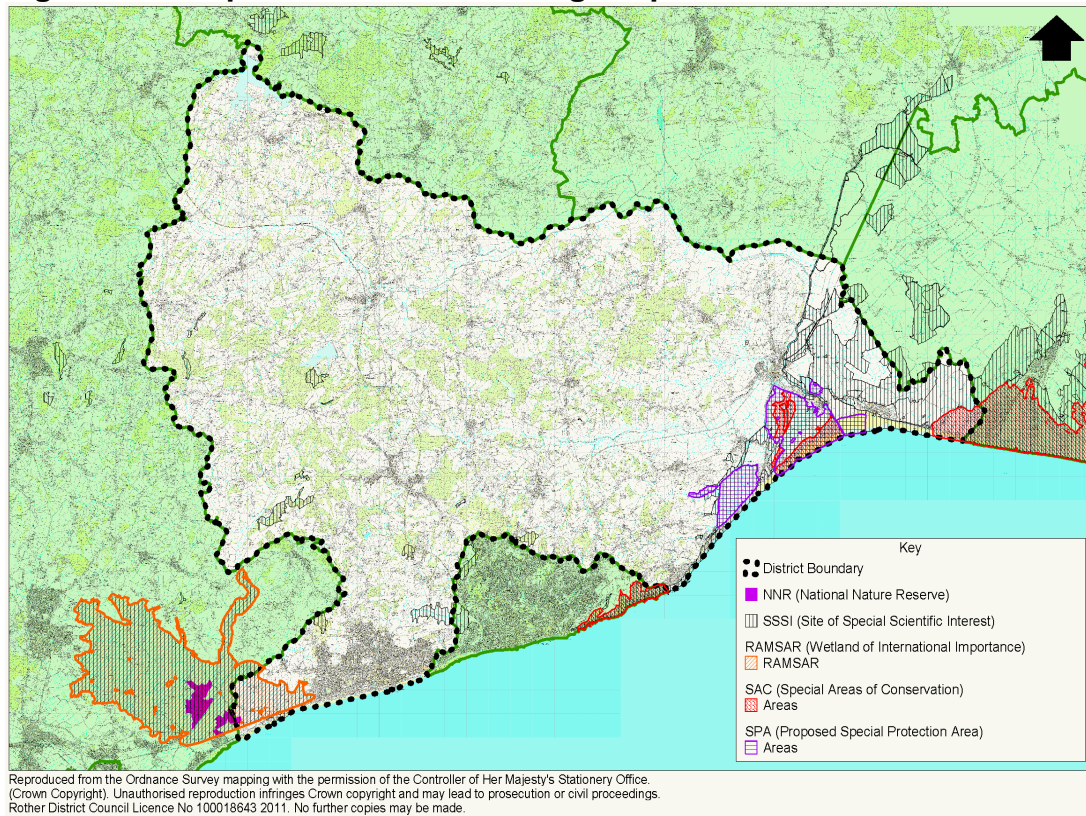 Key
District Boundary
NNR (National Nature Reserve)
SSSI (Site of Special Scientific Interest)
RAMSAR (Wetland of International Importance)
RAMSAR
SAC (Special Areas of Conservation)
Areas
SPA (Proposed Special Protection Area)
Areas
Reproduced from the Ordnance Survey mapping with the permission of the Controller of Her Majesty's Stationery Office.
(Crown Copyright). Unauthorised reproduction infringes Crown copyright and may lead to prosecution or civil proceedings.
Rother District Council Licence No 100018643 2011. No further copies may be made.